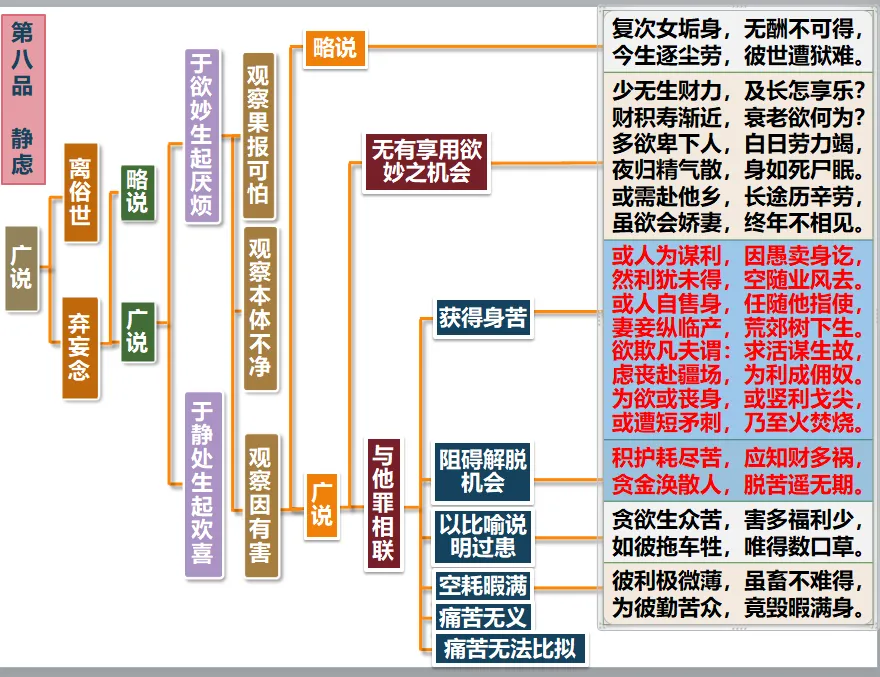 第八品 静虑
广说
离俗世
弃妄念
略说
广说
于欲妙生起厌烦
于静处生起欢喜
观察果报可怕
观察本体不净
观察因有害
略说
广说
无有享用欲
妙之机会
与他罪相联
获得身苦
阻碍解脱
机会
以比喻说
明过患
空耗暇满
痛苦无义
痛苦无法比拟
复次女垢身，无酬不可得，
今生逐尘劳，彼世遭狱难。
少无生财力，及长怎享乐？
财积寿渐近，衰老欲何为？
多欲卑下人，白日劳力竭，
夜归精气散，身如死尸眠。
或需赴他乡，长途历辛劳，
虽欲会娇妻，终年不相见。
或人为谋利，因愚卖身讫，
然利犹未得，空随业风去。
或人自售身，任随他指使，
妻妾纵临产，荒郊树下生。
欲欺凡夫谓：求活谋生故，
虑丧赴疆场，为利成佣奴。
为欲或丧身，或竖利戈尖，
或遭短矛刺，乃至火焚烧。
积护耗尽苦，应知财多祸，
贪金涣散人，脱苦遥无期。
贪欲生众苦，害多福利少，
如彼拖车牲，唯得数口草。
彼利极微薄，虽畜不难得，
为彼勤苦众，竟毁暇满身。